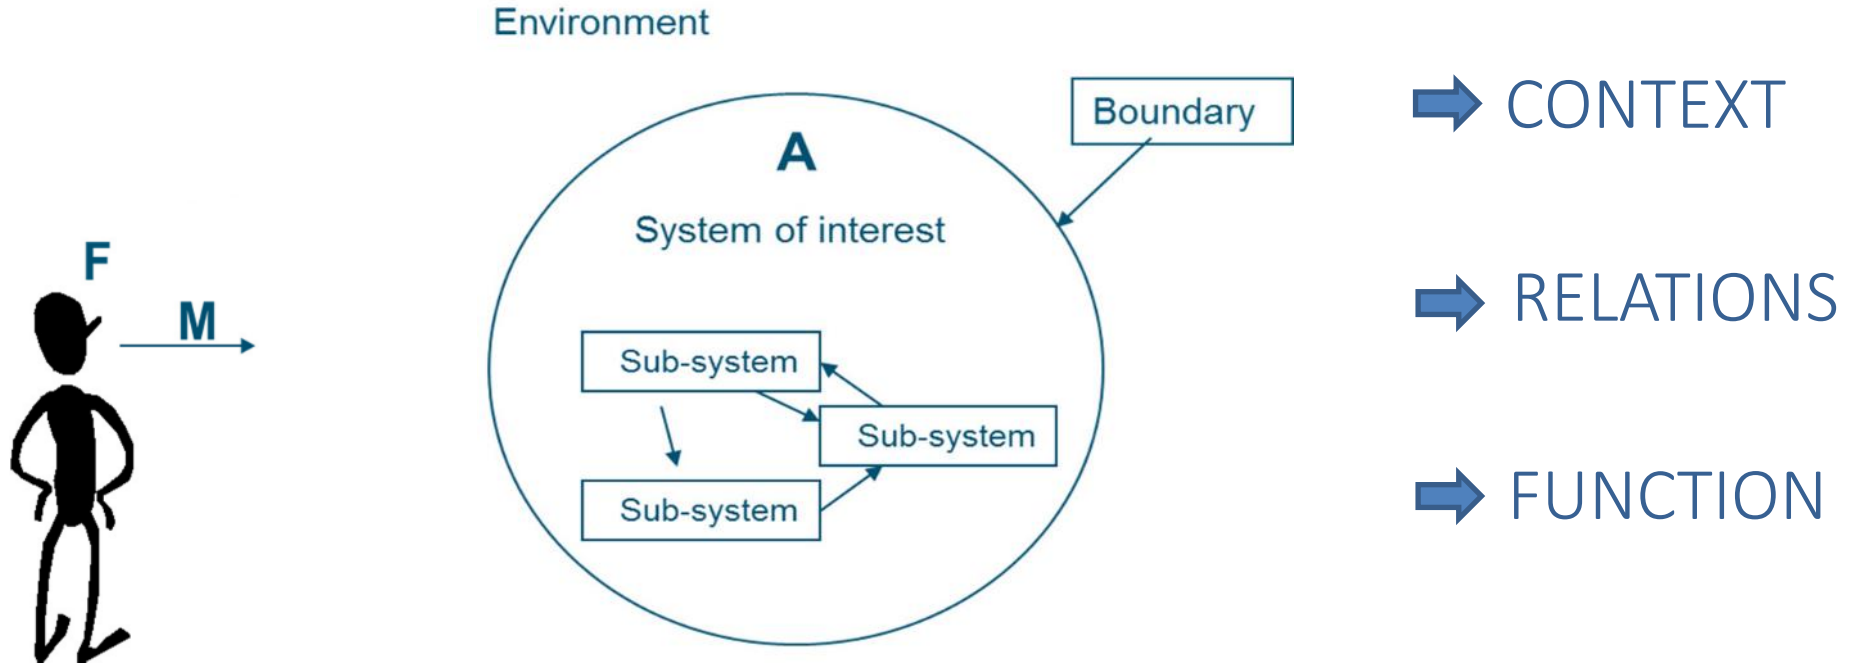 Environment
Boundary
A
System of interest
F
M
Sub-system
Sub-system
Sub-system
CONTEXT
RELATIONS
FUNCTION